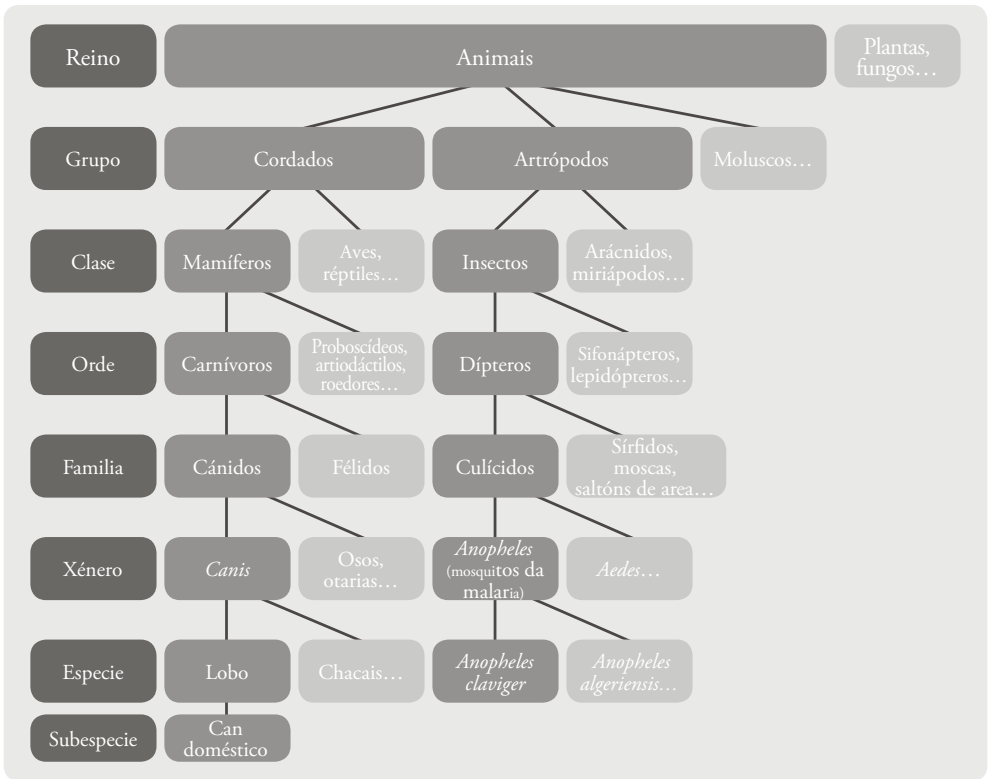 Reino
Animais
Plantas,
fungos…
Grupo
Cordados
Artrópodos
Moluscos…
Clase
Mamíferos
Aves,
réptiles…
Insectos
Arácnidos,
miriápodos…
Orde
Carnívoros
Proboscídeos,
artiodáctilos,
roedores…
Dípteros
Sifonápteros,
lepidópteros…
Familia
Cánidos
Félidos
Culícidos
Sírfidos,
moscas,
saltóns de area…
Xénero
Canis
Osos,
otarias…
Anopheles
(mosquitos da
malaria)
Aedes…
Especie
Lobo
Chacais…
Anopheles
claviger
Anopheles
algeriensis…
Subespecie
Can
doméstico